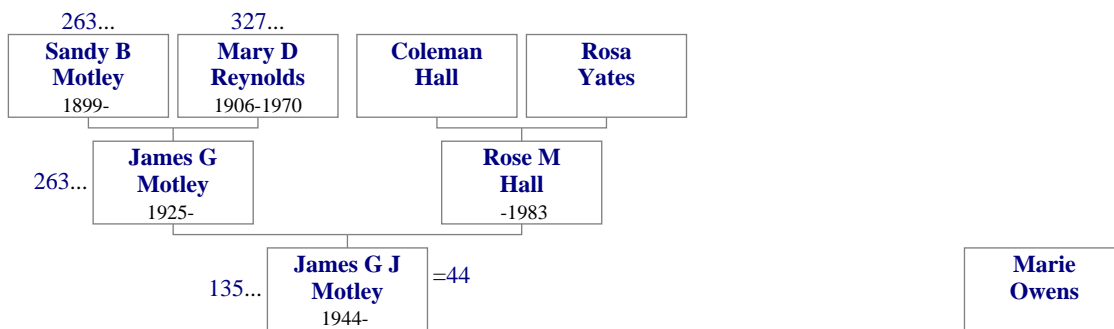 263...
327...
Sandy B
Motley
1899-
Mary D
Reynolds
1906-1970
Coleman
Hall
Rosa
Yates
263...
James G
Motley
1925-
Rose M
Hall
-1983
135...
James G J
Motley
1944-
=44
Marie
Owens